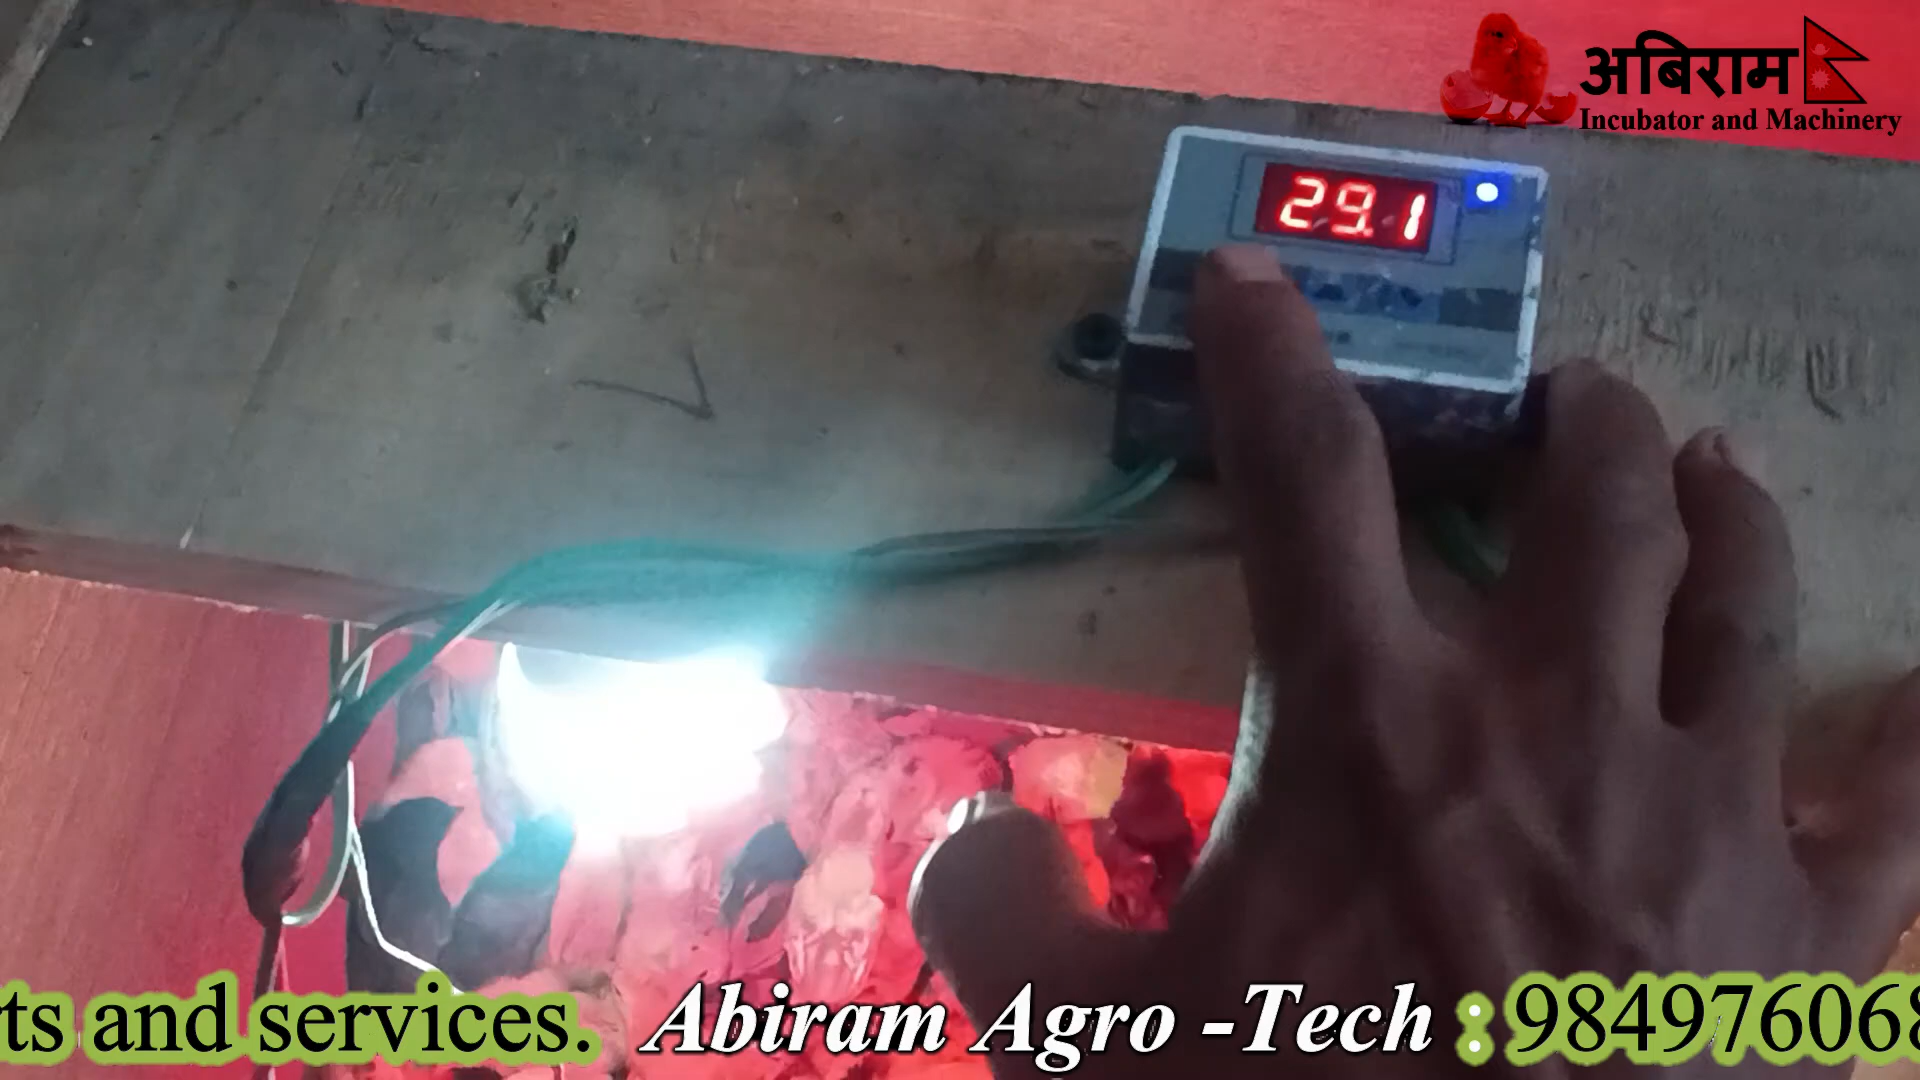 अबिराम
Incubator and Machinery
29.1
ts and services. Abiram Agro -Tech : 984976068